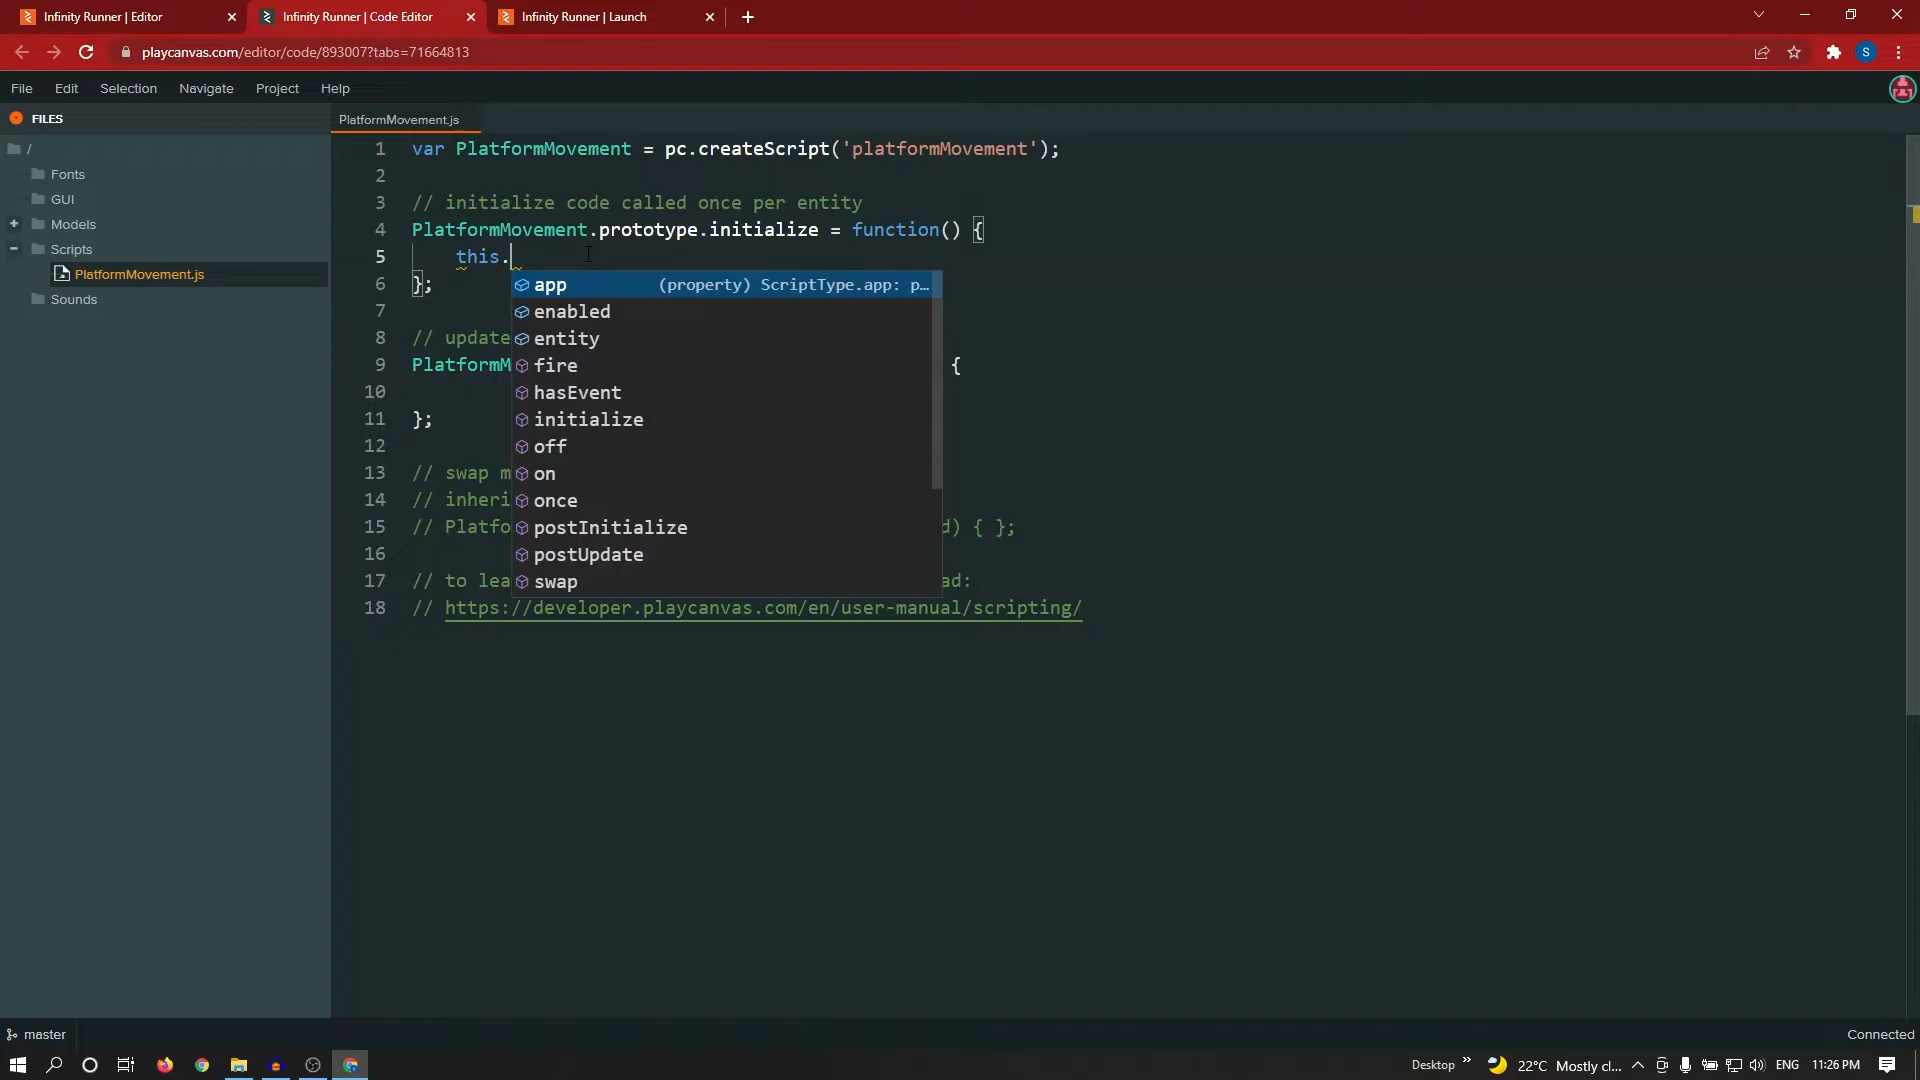 Infinity Runner | Editor
Infinity Runner | Code Editor
Infinity Runner | Launch
playcanvas.com/editor/code/893007?tabs=71664813
S
File Edit Selection Navigate Project Help
FILES
PlatformMovement.js
/
Fonts
GUI
Models
Scripts
PlatformMovement.js
Sounds
1 var PlatformMovement = pc.createScript('platformMovement');
2
3 // initialize code called once per entity
4 PlatformMovement.prototype.initialize = function() {
5 this.
6 };
7
8 // update
9 PlatformM {
10
11 };
12
13 // swap m
14 // inheri
15 // Platfo d) { };
16
17 // to lea ad:
18 // https://developer.playcanvas.com/en/user-manual/scripting/
app (property) ScriptType.app: p…
enabled
entity
fire
hasEvent
initialize
off
on
once
postInitialize
postUpdate
swap
master
Connected
Desktop 22°C Mostly cl... ENG 11:26 PM